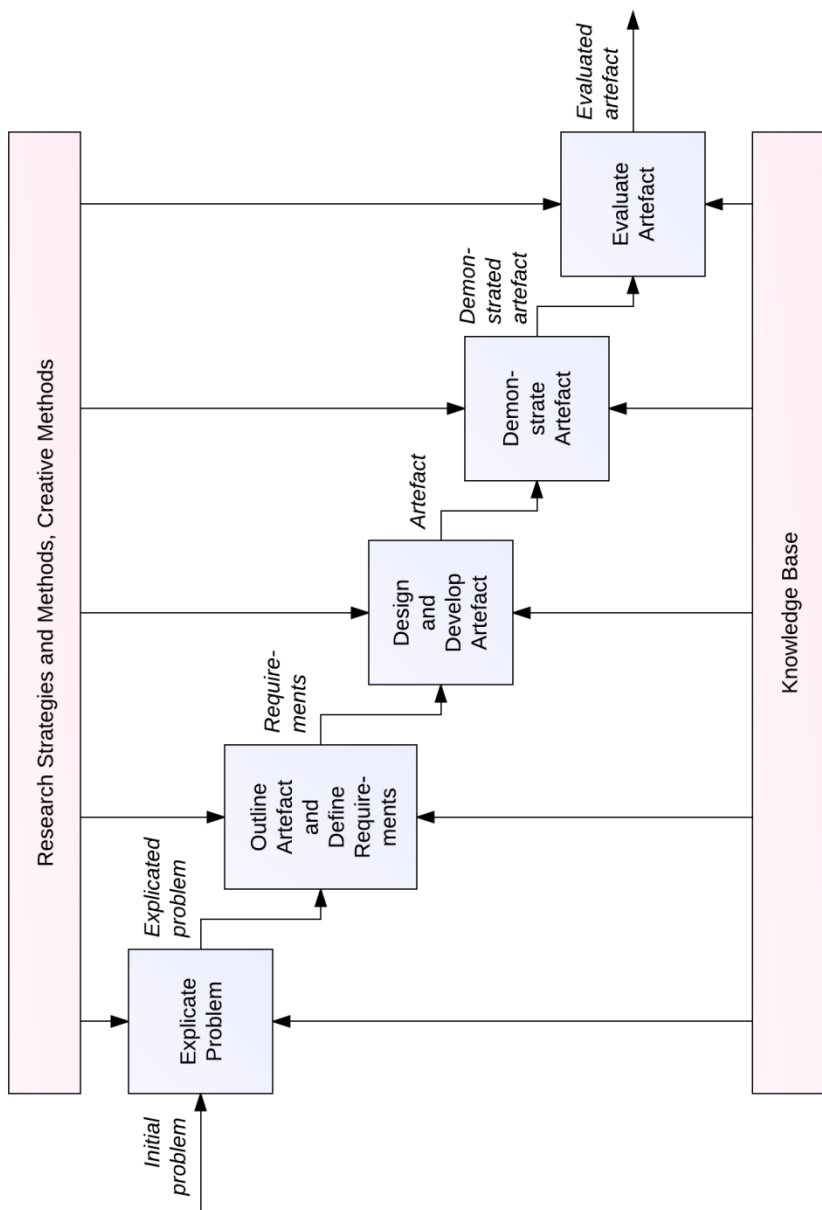 Research Strategies and Methods, Creative Methods
Initial
problem
Explicate
Problem
Explicated
problem
Outline
Artefact
and
Define
Require-
ments
Require-
ments
Design
and
Develop
Artefact
Artefact
Demon-
strate
Artefact
Demon-
strated
artefact
Evaluate
Artefact
Evaluated
artefact
Knowledge Base